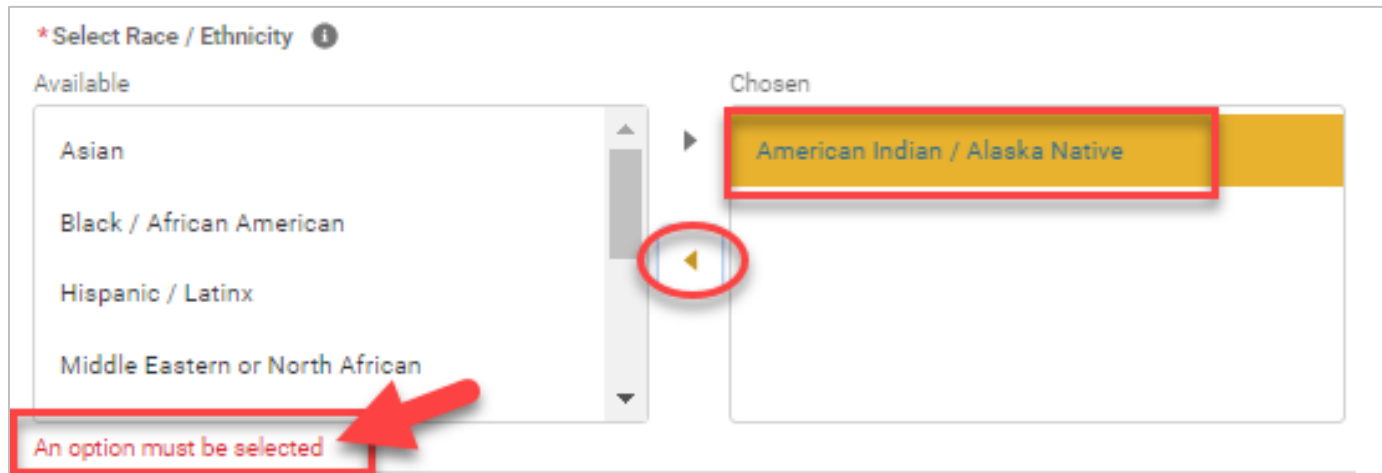 *Select Race / Ethnicity
Available
Chosen
Asian
American Indian / Alaska Native
Black / African American
Hispanic / Latinx
Middle Eastern or North African
An option must be selected